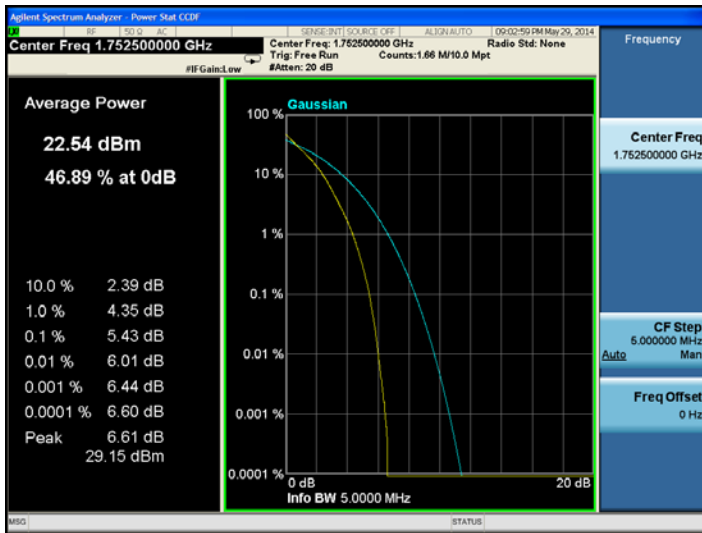 Agilent Spectrum Analyzer - Power Stat CCDF
RF 50 Ω AC SENSE:INT SOURCE OFF ALIGN AUTO 09:02:59 PM May 29, 2014
Center Freq 1.752500000 GHz
Center Freq: 1.752500000 GHz Radio Std: None
Trig: Free Run Counts:1.66 M/10.0 Mpt
#IFGain:Low #Atten: 20 dB
Frequency
Average Power
22.54 dBm
46.89 % at 0dB
10.0 % 2.39 dB
1.0 % 4.35 dB
0.1 % 5.43 dB
0.01 % 6.01 dB
0.001 % 6.44 dB
0.0001 % 6.60 dB
Peak 6.61 dB
29.15 dBm
Gaussian
100 %
10 %
1 %
0.1 %
0.01 %
0.001 %
0.0001 %
0 dB 20 dB
Info BW 5.0000 MHz
Center Freq
1.752500000 GHz
CF Step
5.000000 MHz
Auto Man
Freq Offset
0 Hz
MSG STATUS